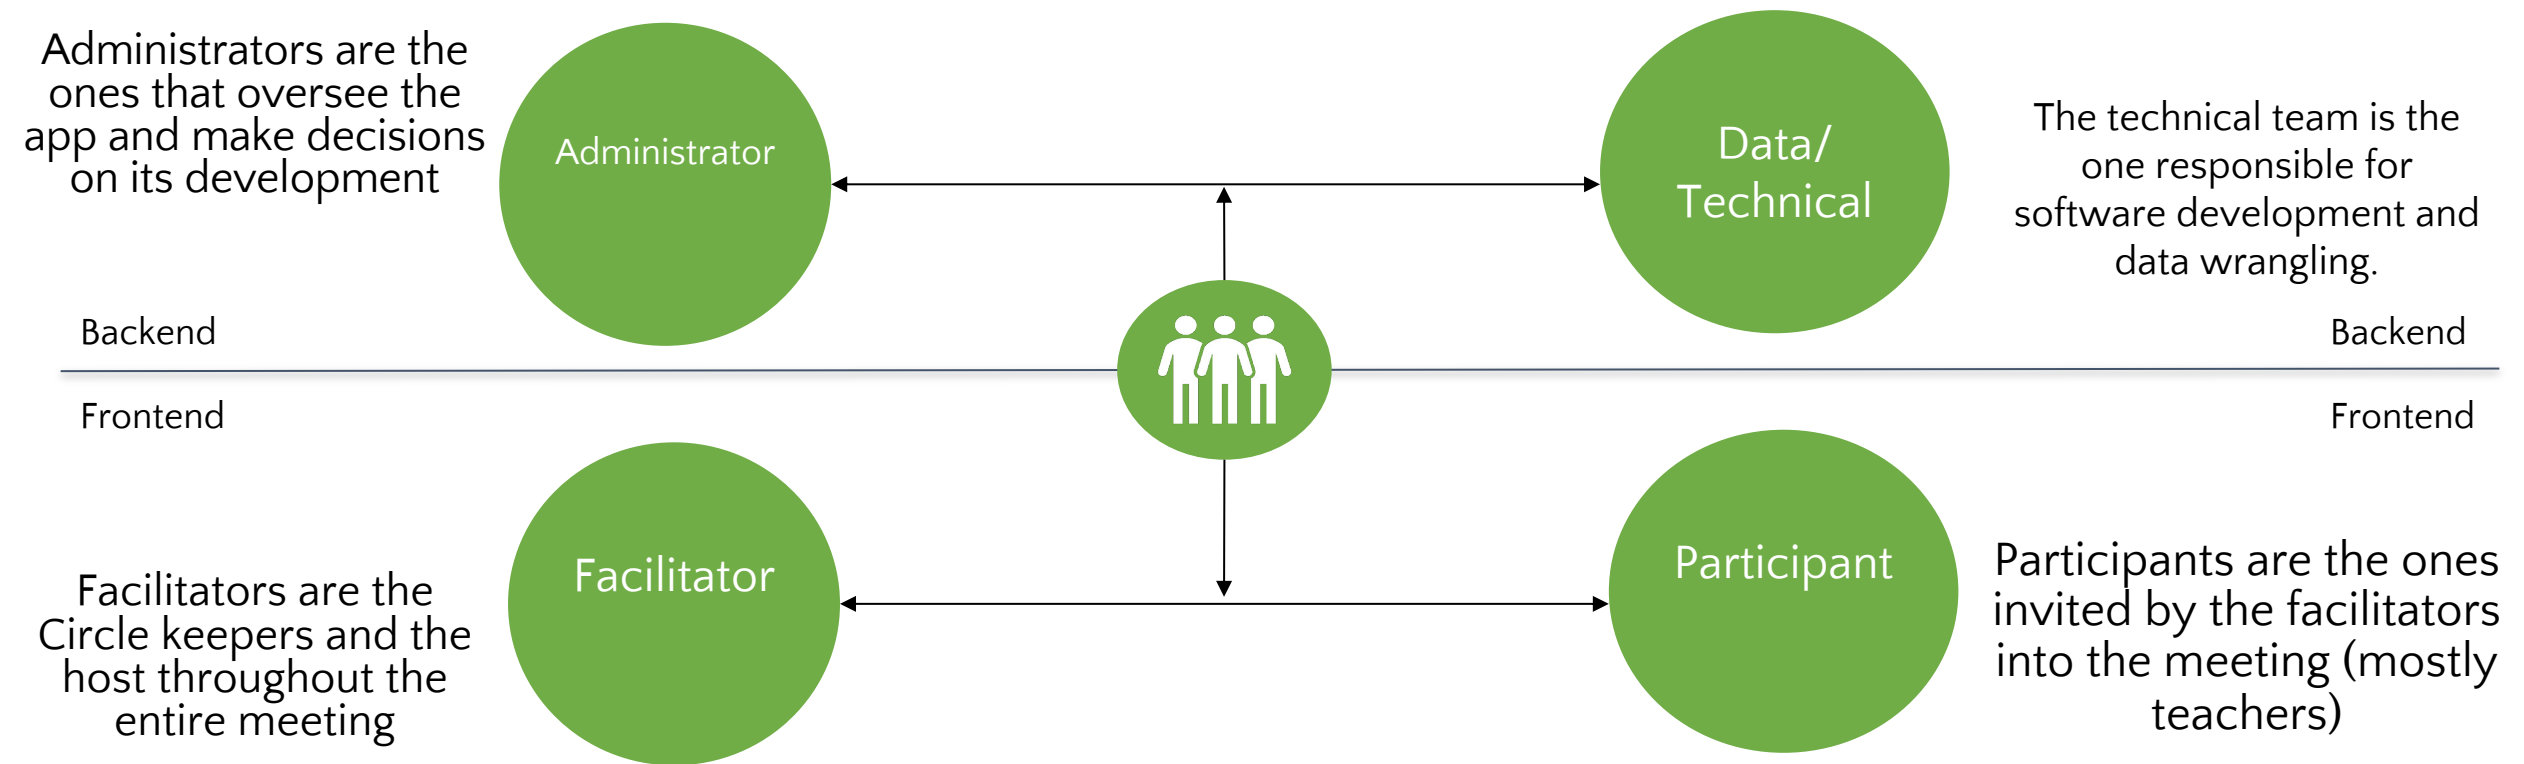 Administrators are the
ones that oversee the
app and make decisions
on its development
Administrator
Data/
Technical
The technical team is the
one responsible for
software development and
data wrangling.
Backend
Backend
Frontend
Frontend
Facilitators are the
Circle keepers and the
host throughout the
entire meeting
Facilitator
Participant
Participants are the ones
invited by the facilitators
into the meeting (mostly
teachers)